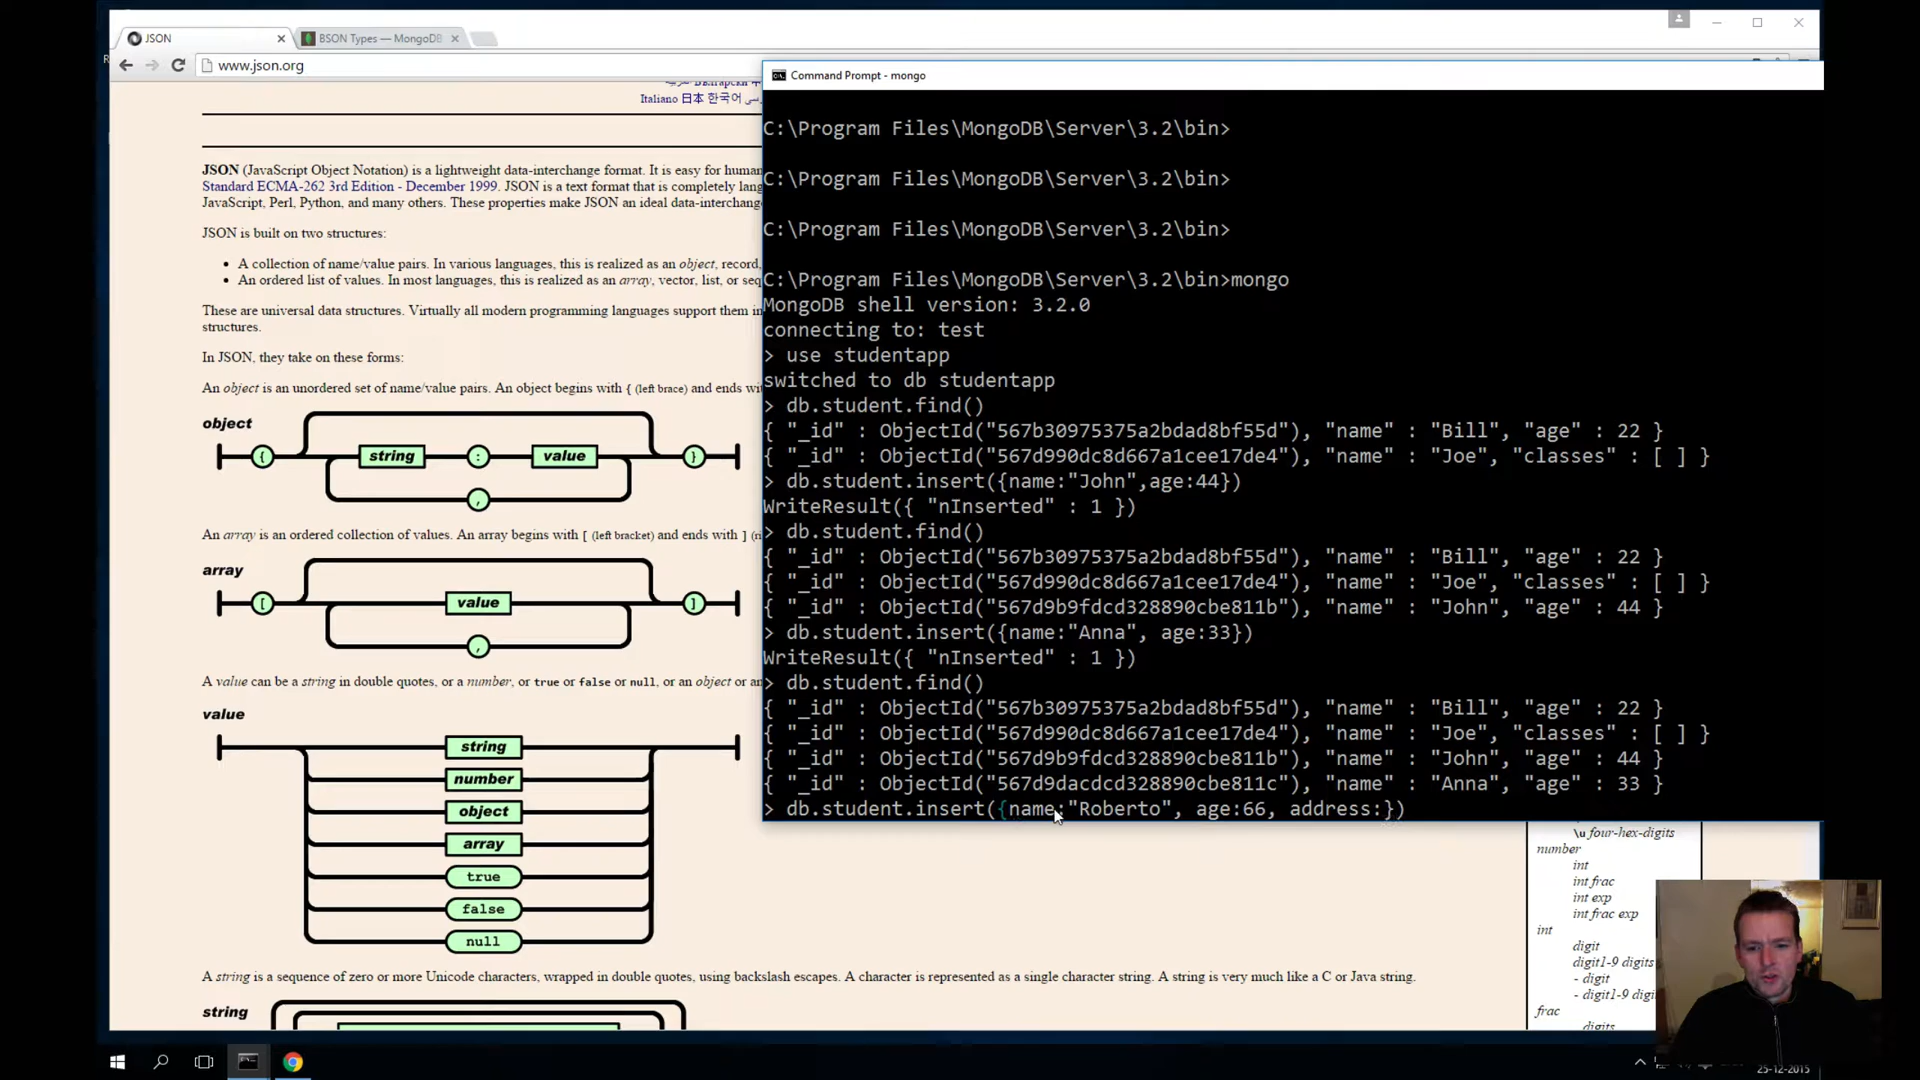 JSON
BSON Types — MongoDB
www.json.org
Italiano 日本 한국어
JSON (JavaScript Object Notation) is a lightweight data-interchange format. It is easy for human
Standard ECMA-262 3rd Edition - December 1999. JSON is a text format that is completely lang
JavaScript, Perl, Python, and many others. These properties make JSON an ideal data-interchang
JSON is built on two structures:
A collection of name/value pairs. In various languages, this is realized as an object, record,
An ordered list of values. In most languages, this is realized as an array, vector, list, or seq
These are universal data structures. Virtually all modern programming languages support them in
structures.
In JSON, they take on these forms:
An object is an unordered set of name/value pairs. An object begins with { (left brace) and ends wi
object
{ string : value }
,
An array is an ordered collection of values. An array begins with [ (left bracket) and ends with ] (ri
array
[ value ]
,
A value can be a string in double quotes, or a number, or true or false or null, or an object or an
value
string
number
object
array
true
false
null
A string is a sequence of zero or more Unicode characters, wrapped in double quotes, using backslash escapes. A character is represented as a single character string. A string is very much like a C or Java string.
string
Command Prompt - mongo
C:\Program Files\MongoDB\Server\3.2\bin>
C:\Program Files\MongoDB\Server\3.2\bin>
C:\Program Files\MongoDB\Server\3.2\bin>
C:\Program Files\MongoDB\Server\3.2\bin>mongo
MongoDB shell version: 3.2.0
connecting to: test
> use studentapp
switched to db studentapp
> db.student.find()
{ "_id" : ObjectId("567b30975375a2bdad8bf55d"), "name" : "Bill", "age" : 22 }
{ "_id" : ObjectId("567d990dc8d667a1cee17de4"), "name" : "Joe", "classes" : [ ] }
> db.student.insert({name:"John",age:44})
WriteResult({ "nInserted" : 1 })
> db.student.find()
{ "_id" : ObjectId("567b30975375a2bdad8bf55d"), "name" : "Bill", "age" : 22 }
{ "_id" : ObjectId("567d990dc8d667a1cee17de4"), "name" : "Joe", "classes" : [ ] }
{ "_id" : ObjectId("567d9b9fdcd328890cbe811b"), "name" : "John", "age" : 44 }
> db.student.insert({name:"Anna", age:33})
WriteResult({ "nInserted" : 1 })
> db.student.find()
{ "_id" : ObjectId("567b30975375a2bdad8bf55d"), "name" : "Bill", "age" : 22 }
{ "_id" : ObjectId("567d990dc8d667a1cee17de4"), "name" : "Joe", "classes" : [ ] }
{ "_id" : ObjectId("567d9b9fdcd328890cbe811b"), "name" : "John", "age" : 44 }
{ "_id" : ObjectId("567d9dacdcd328890cbe811c"), "name" : "Anna", "age" : 33 }
> db.student.insert({name:"Roberto", age:66, address:})
\u four-hex-digits
number
int
int frac
int exp
int frac exp
int
digit
digit1-9 digits
- digit
- digit1-9 digi
frac
. digits
25-12-2015